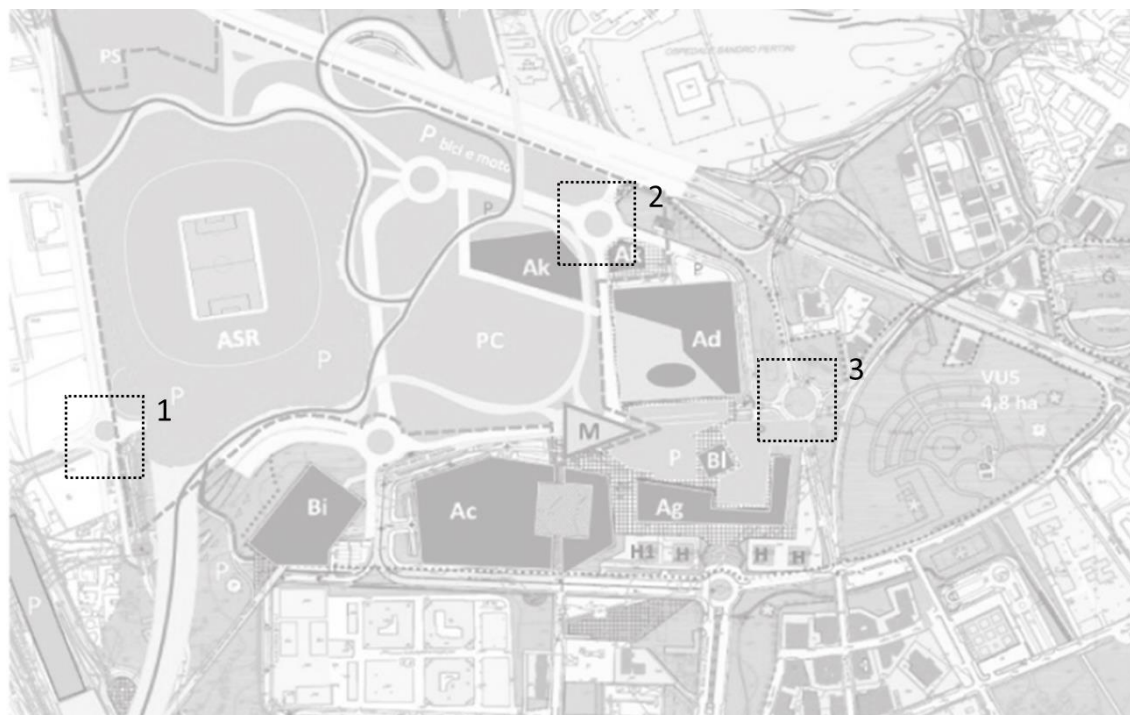 PS
P
OSPEDALE SANDRO PERTINI
P bici e moto
2
P
Ak
P
G
ASR
PC
Ad
P
3
VUS
4,8 ha
P
1
M
P
Bl
Bi
Ac
Ag
H1
H
H
H
P
P